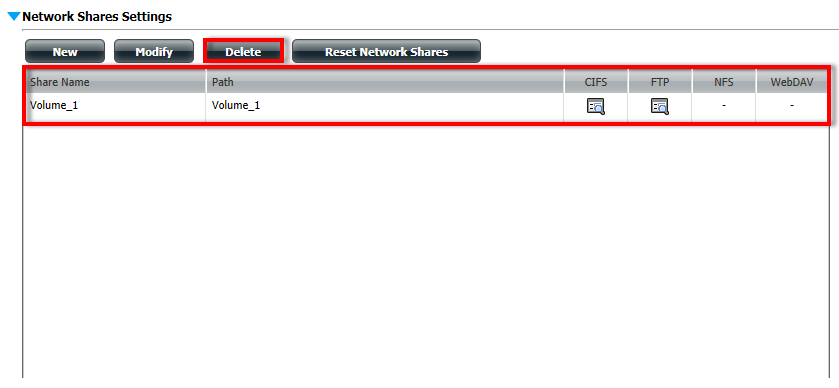 Network Shares Settings
New Modify Delete Reset Network Shares
Share Name Path CIFS FTP NFS WebDAV
Volume_1 Volume_1 - -